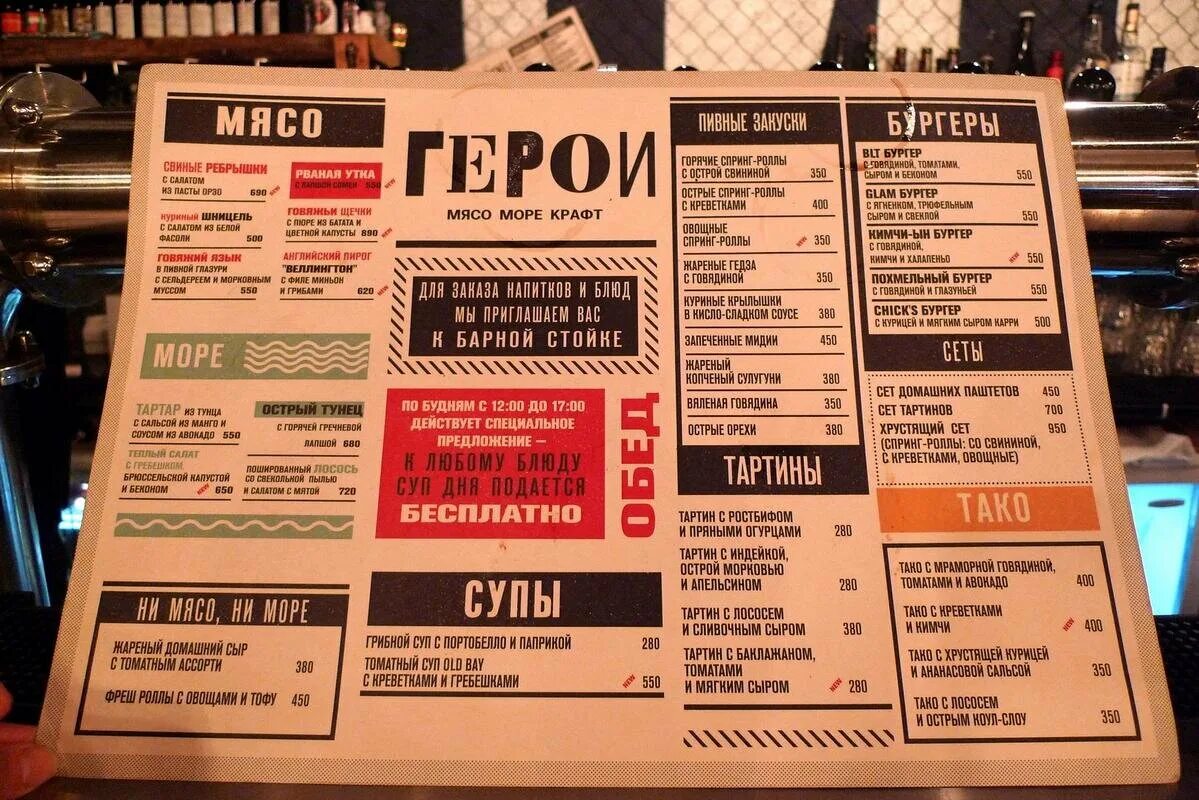 МЯСО
СВИНЫЕ РЕБРЫШКИ
С САЛАТОМ
ИЗ ПАСТЫ ОРЗО 690
NEW
РВАНАЯ УТКА
С ЛАПШОЙ СОМЕН 550
NEW
КУРИНЫЙ ШНИЦЕЛЬ
С САЛАТОМ ИЗ БЕЛОЙ
ФАСОЛИ 500
ГОВЯЖЬИ ЩЕЧКИ
С ПЮРЕ ИЗ БАТАТА И
ЦВЕТНОЙ КАПУСТЫ 890
NEW
ГОВЯЖИЙ ЯЗЫК
В ПИВНОЙ ГЛАЗУРИ
С СЕЛЬДЕРЕЕМ И МОРКОВНЫМ
МУССОМ 550
АНГЛИЙСКИЙ ПИРОГ
"ВЕЛЛИНГТОН"
С ФИЛЕ МИНЬОН
И ГРИБАМИ 620
NEW
МОРЕ
ТАРТАР ИЗ ТУНЦА
С САЛЬСОЙ ИЗ МАНГО И
СОУСОМ ИЗ АВОКАДО 550
ОСТРЫЙ ТУНЕЦ
С ГОРЯЧЕЙ ГРЕЧНЕВОЙ
ЛАПШОЙ 680
ТЕПЛЫЙ САЛАТ
С ГРЕБЕШКОМ,
БРЮССЕЛЬСКОЙ КАПУСТОЙ
И БЕКОНОМ NEW 650
ПОШИРОВАННЫЙ ЛОСОСЬ
СО СВЕКОЛЬНОЙ ПЫЛЬЮ
И САЛАТОМ С МЯТОЙ 720
НИ МЯСО, НИ МОРЕ
ЖАРЕНЫЙ ДОМАШНИЙ СЫР
С ТОМАТНЫМ АССОРТИ 380
ФРЕШ РОЛЛЫ С ОВОЩАМИ И ТОФУ 450
ГЕРОИ
МЯСО МОРЕ КРАФТ
ДЛЯ ЗАКАЗА НАПИТКОВ И БЛЮД
МЫ ПРИГЛАШАЕМ ВАС
К БАРНОЙ СТОЙКЕ
ПО БУДНЯМ С 12:00 ДО 17:00
ДЕЙСТВУЕТ СПЕЦИАЛЬНОЕ
ПРЕДЛОЖЕНИЕ –
К ЛЮБОМУ БЛЮДУ
СУП ДНЯ ПОДАЕТСЯ
БЕСПЛАТНО
ОБЕД
СУПЫ
ГРИБНОЙ СУП С ПОРТОБЕЛЛО И ПАПРИКОЙ 280
ТОМАТНЫЙ СУП OLD BAY
С КРЕВЕТКАМИ И ГРЕБЕШКАМИ NEW 550
ПИВНЫЕ ЗАКУСКИ
ГОРЯЧИЕ СПРИНГ-РОЛЛЫ
С ОСТРОЙ СВИНИНОЙ 350
ОСТРЫЕ СПРИНГ-РОЛЛЫ
С КРЕВЕТКАМИ 400
ОВОЩНЫЕ
СПРИНГ-РОЛЛЫ NEW 350
ЖАРЕНЫЕ ГЕДЗА
С ГОВЯДИНОЙ 350
КУРИНЫЕ КРЫЛЫШКИ
В КИСЛО-СЛАДКОМ СОУСЕ 380
ЗАПЕЧЕННЫЕ МИДИИ 450
ЖАРЕНЫЙ
КОПЧЕНЫЙ СУЛУГУНИ 380
ВЯЛЕНАЯ ГОВЯДИНА 350
ОСТРЫЕ ОРЕХИ 380
ТАРТИНЫ
ТАРТИН С РОСТБИФОМ
И ПРЯНЫМИ ОГУРЦАМИ 280
ТАРТИН С ИНДЕЙКОЙ,
ОСТРОЙ МОРКОВЬЮ
И АПЕЛЬСИНОМ 280
ТАРТИН С ЛОСОСЕМ
И СЛИВОЧНЫМ СЫРОМ 380
ТАРТИН С БАКЛАЖАНОМ,
ТОМАТАМИ
И МЯГКИМ СЫРОМ NEW 280
БУРГЕРЫ
BLT БУРГЕР
С ГОВЯДИНОЙ, ТОМАТАМИ,
СЫРОМ И БЕКОНОМ 550
GLAM БУРГЕР
С ЯГНЕНКОМ, ТРЮФЕЛЬНЫМ
СЫРОМ И СВЕКЛОЙ 550
КИМЧИ-ЫН БУРГЕР
С ГОВЯДИНОЙ,
КИМЧИ И ХАЛАПЕНЬО NEW 550
ПОХМЕЛЬНЫЙ БУРГЕР
С ГОВЯДИНОЙ И ГЛАЗУНЬЕЙ 550
CHICK'S БУРГЕР
С КУРИЦЕЙ И МЯГКИМ СЫРОМ КАРРИ 500
СЕТЫ
СЕТ ДОМАШНИХ ПАШТЕТОВ 450
СЕТ ТАРТИНОВ 700
ХРУСТЯЩИЙ СЕТ 950
(СПРИНГ-РОЛЛЫ: СО СВИНИНОЙ,
С КРЕВЕТКАМИ, ОВОЩНЫЕ)
ТАКО
ТАКО С МРАМОРНОЙ ГОВЯДИНОЙ,
ТОМАТАМИ И АВОКАДО 400
ТАКО С КРЕВЕТКАМИ
И КИМЧИ NEW 400
ТАКО С ХРУСТЯЩЕЙ КУРИЦЕЙ
И АНАНАСОВОЙ САЛЬСОЙ 350
ТАКО С ЛОСОСЕМ
И ОСТРЫМ КОУЛ-СЛОУ 350